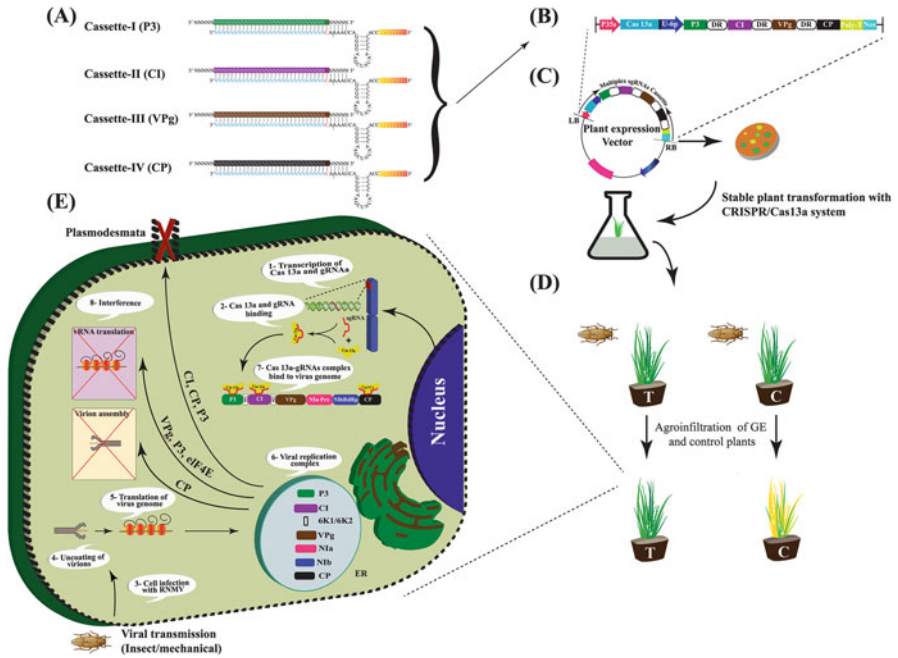 (A)
Cassette-I (P3)
Cassette-II (CI)
Cassette-III (VPg)
Cassette-IV (CP)
(B)
P35s Cas 13a U-6p P3 DR CI DR VPg DR CP Poly-T Nos
(C)
Multiplex sgRNAs Cassette
LB
Plant expression
Vector
RB
Stable plant transformation with
CRISPR/Cas13a system
(D)
T
C
Agroinfiltration of GE
and control plants
T
C
(E)
Plasmodesmata
1- Transcription of
Cas 13a and gRNAa
2- Cas 13a and gRNA
binding
sgRNA
+
7- Cas 13a-gRNAs complex
bind to virus genome
P3 CI VPg NIa-Pro CP
8- Interference
vRNA translation
Virion assembly
CI, CP, P3
VPg, P3, eIF4E
CP
Nucleus
6- Viral replication
complex
P3
CI
6K1/6K2
VPg
NIa
NIb
CP
ER
5- Translation of
virus genome
4- Uncoating of
virions
3- Cell infection
with RNMV
Viral transmission
(Insect/mechanical)